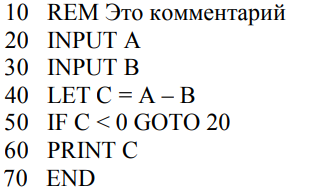 10 REM Это комментарий
20 INPUT A
30 INPUT B
40 LET C = A – B
50 IF C < 0 GOTO 20
60 PRINT C
70 END